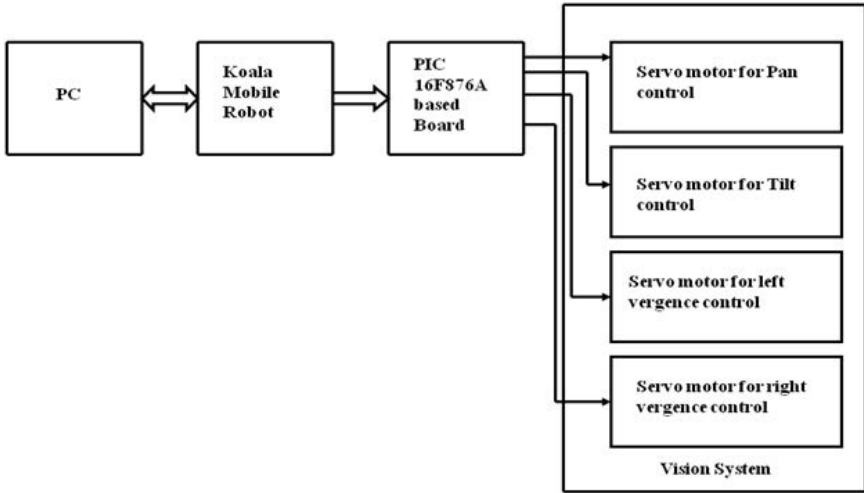 PC
Koala
Mobile
Robot
PIC
16F876A
based
Board
Servo motor for Pan
control
Servo motor for Tilt
control
Servo motor for left
vergence control
Servo motor for right
vergence control
Vision System